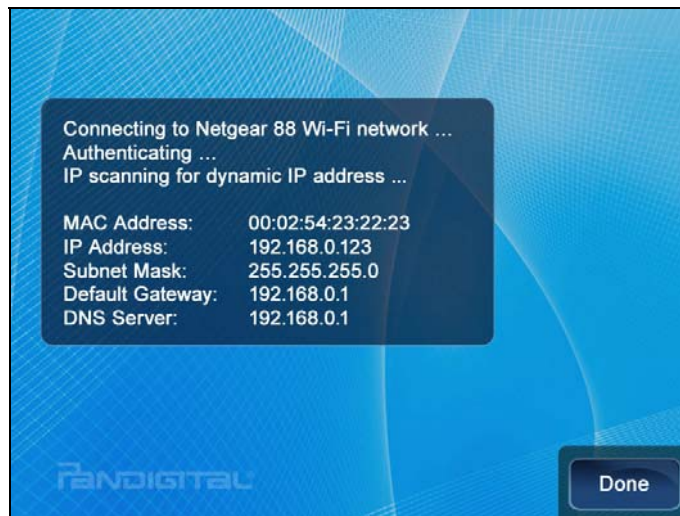 Connecting to Netgear 88 Wi-Fi network ...
Authenticating ...
IP scanning for dynamic IP address ...
MAC Address: 00:02:54:23:22:23
IP Address: 192.168.0.123
Subnet Mask: 255.255.255.0
Default Gateway: 192.168.0.1
DNS Server: 192.168.0.1
PANDIGITAL
Done